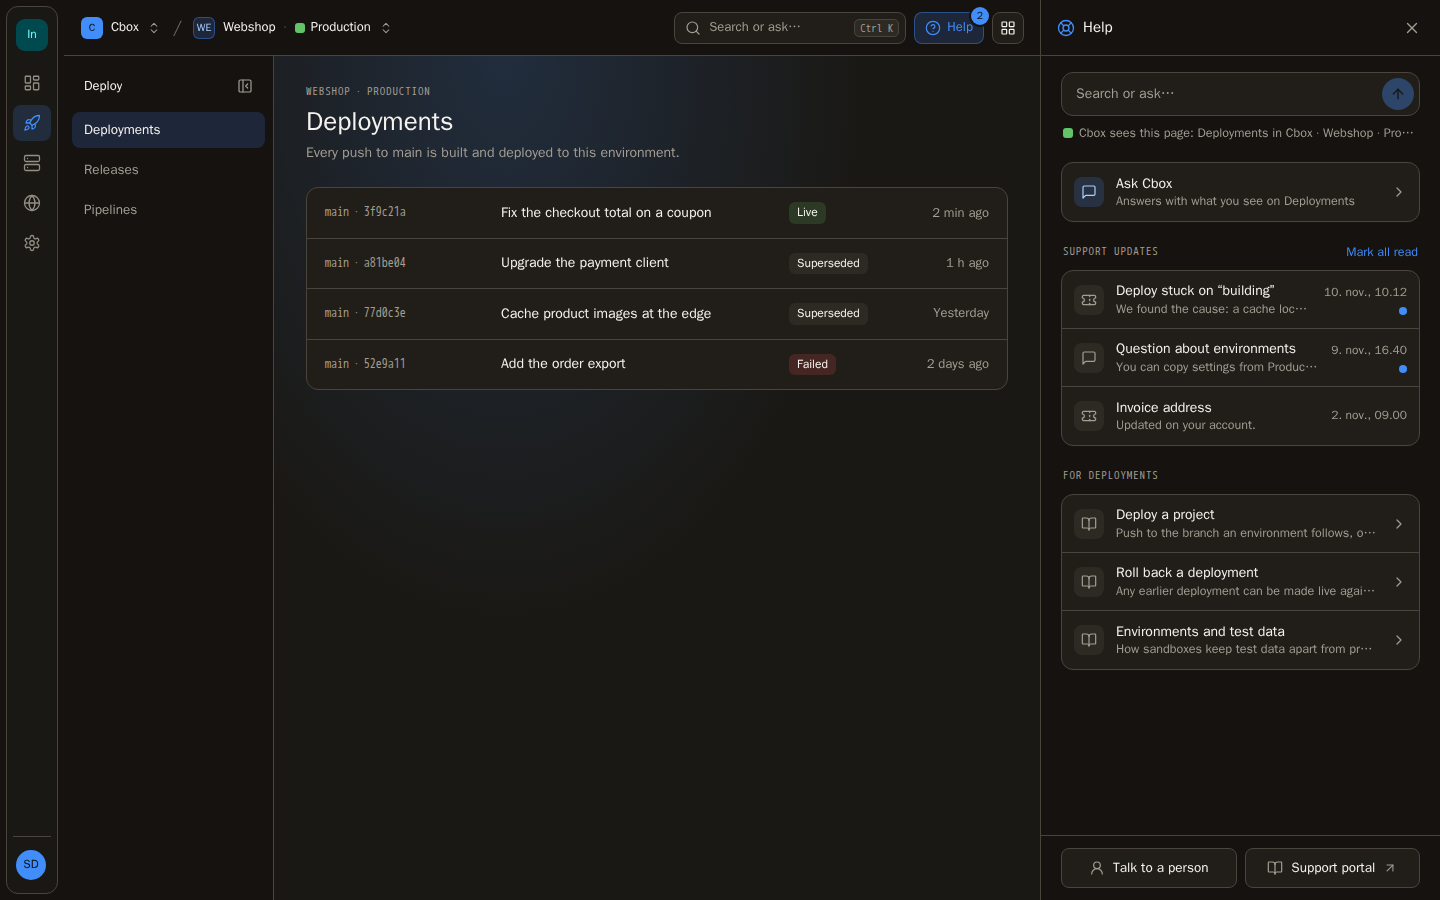 In
C Cbox / WE Webshop · Production
Search or ask··· Ctrl K
Help 2
Deploy
Deployments
Releases
Pipelines
SD
WEBSHOP · PRODUCTION
Deployments
Every push to main is built and deployed to this environment.
main · 3f9c21a Fix the checkout total on a coupon Live 2 min ago
main · a81be04 Upgrade the payment client Superseded 1 h ago
main · 77d0c3e Cache product images at the edge Superseded Yesterday
main · 52e9a11 Add the order export Failed 2 days ago
Help
Search or ask···
Cbox sees this page: Deployments in Cbox · Webshop · Pro···
Ask Cbox
Answers with what you see on Deployments
SUPPORT UPDATES Mark all read
Deploy stuck on “building” 10. nov., 10.12
We found the cause: a cache loc···
Question about environments 9. nov., 16.40
You can copy settings from Produc···
Invoice address 2. nov., 09.00
Updated on your account.
FOR DEPLOYMENTS
Deploy a project
Push to the branch an environment follows, o···
Roll back a deployment
Any earlier deployment can be made live agai···
Environments and test data
How sandboxes keep test data apart from pr···
Talk to a person
Support portal